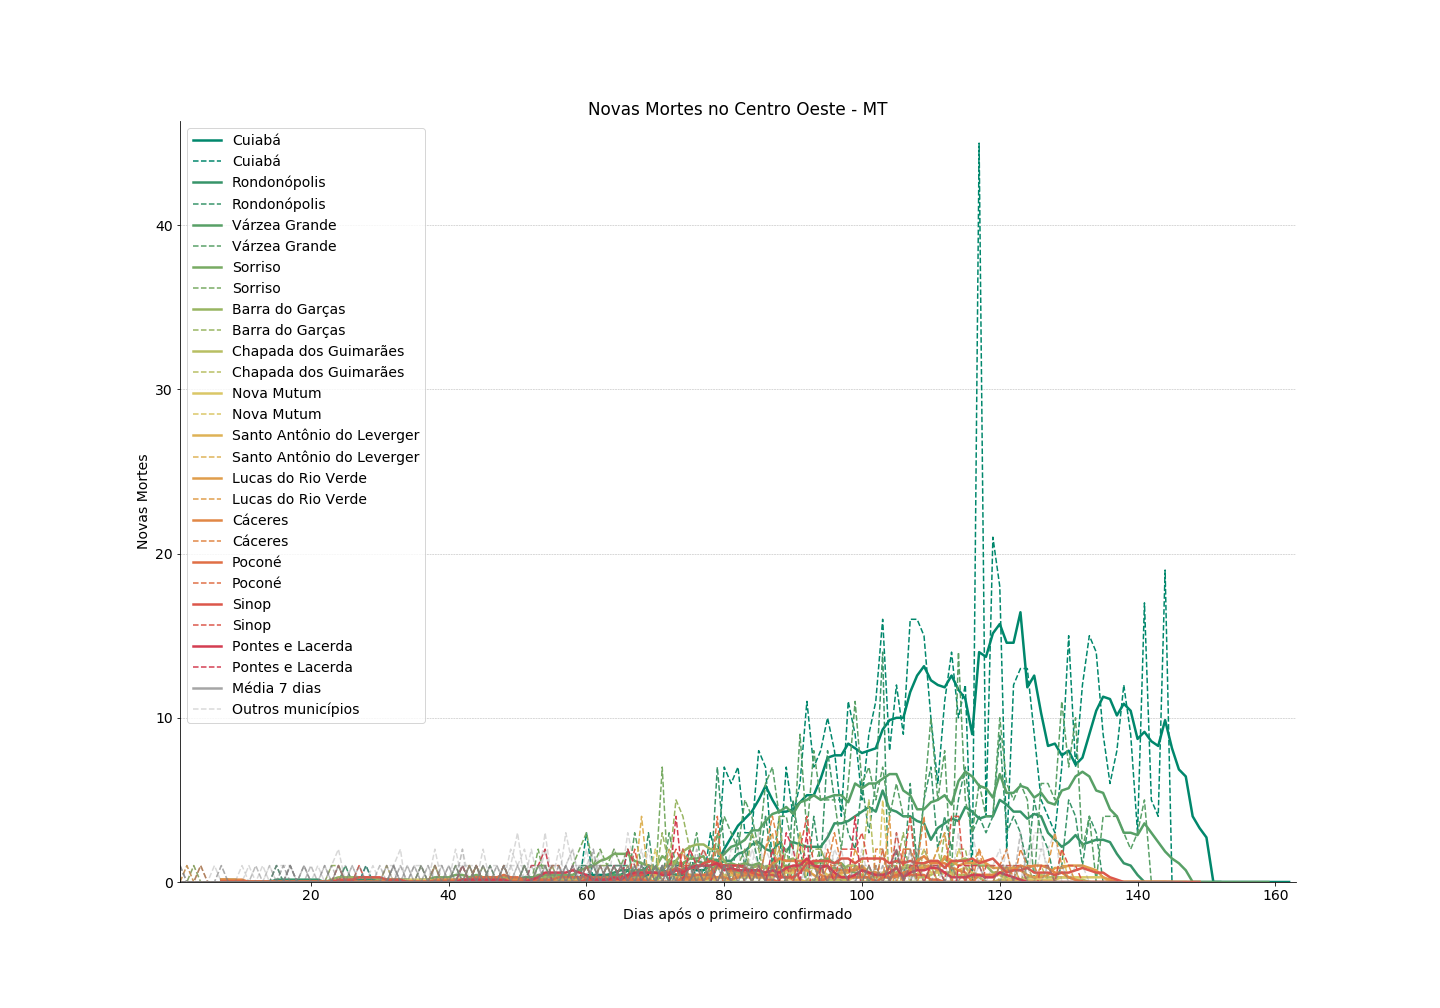 Novas Mortes no Centro Oeste - MT
Cuiabá
Cuiabá
Rondonópolis
Rondonópolis
Várzea Grande
Várzea Grande
Sorriso
Sorriso
Barra do Garças
Barra do Garças
Chapada dos Guimarães
Chapada dos Guimarães
Nova Mutum
Nova Mutum
Santo Antônio do Leverger
Santo Antônio do Leverger
Lucas do Rio Verde
Lucas do Rio Verde
Cáceres
Cáceres
Poconé
Poconé
Sinop
Sinop
Pontes e Lacerda
Pontes e Lacerda
Média 7 dias
Outros municípios
Novas Mortes
40
30
20
10
0
20 40 60 80 100 120 140 160
Dias após o primeiro confirmado